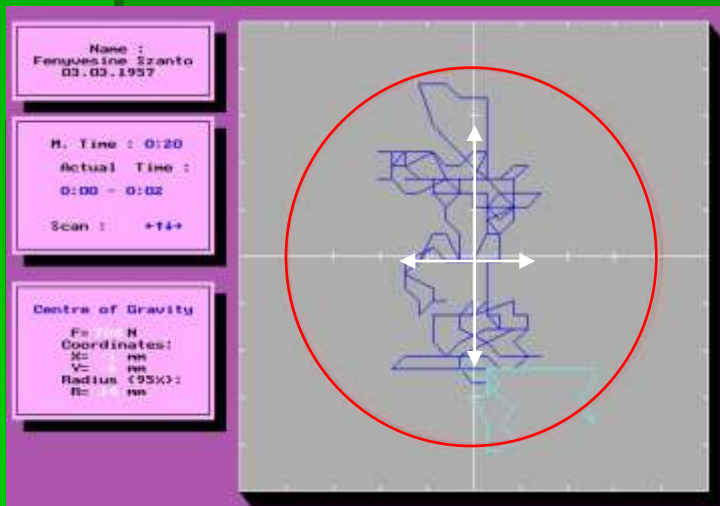 Name :
Fenyvesine Szanto
03.03.1957
M. Time : 0:20
Actual Time :
0:00 - 0:02
Scan : ←↑↓→
Centre of Gravity
F= N
Coordinates:
X= mm
Y= mm
Radius (95%):
R= mm